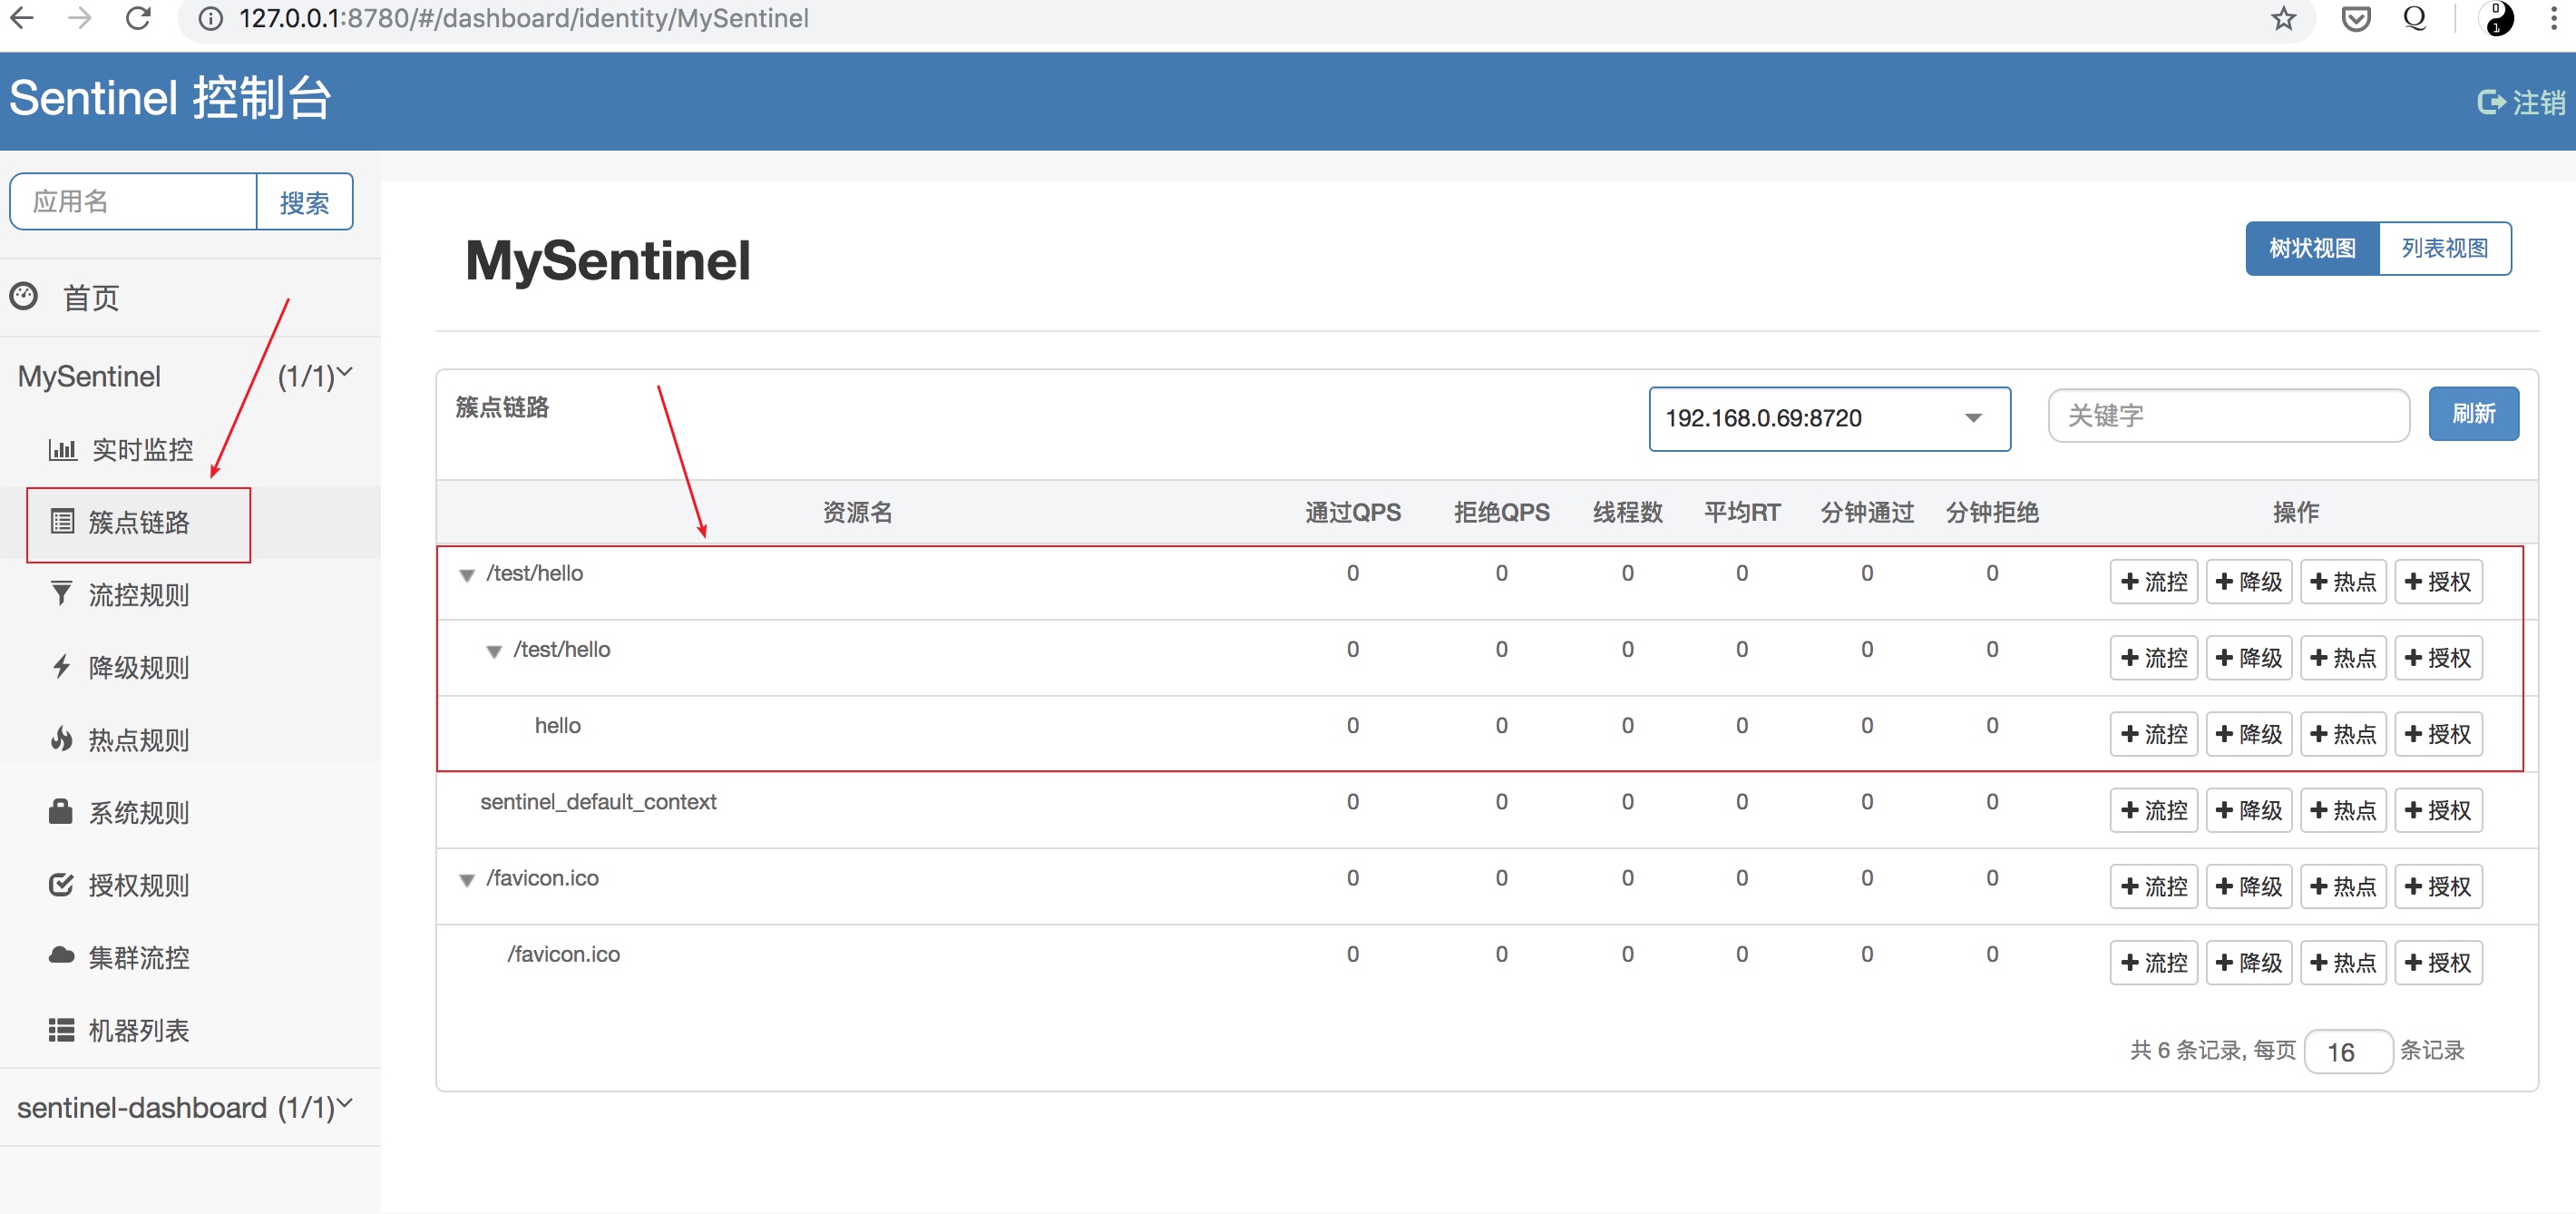 127.0.0.1:8780/#/dashboard/identity/MySentinel
Sentinel 控制台
注销
应用名 搜索
首页
MySentinel (1/1)
实时监控
簇点链路
流控规则
降级规则
热点规则
系统规则
授权规则
集群流控
机器列表
sentinel-dashboard (1/1)
MySentinel
树状视图 列表视图
簇点链路 192.168.0.69:8720 关键字 刷新
资源名 通过QPS 拒绝QPS 线程数 平均RT 分钟通过 分钟拒绝 操作
/test/hello 0 0 0 0 0 0 流控 降级 热点 授权
/test/hello 0 0 0 0 0 0 流控 降级 热点 授权
hello 0 0 0 0 0 0 流控 降级 热点 授权
sentinel_default_context 0 0 0 0 0 0 流控 降级 热点 授权
/favicon.ico 0 0 0 0 0 0 流控 降级 热点 授权
/favicon.ico 0 0 0 0 0 0 流控 降级 热点 授权
共 6 条记录, 每页 16 条记录